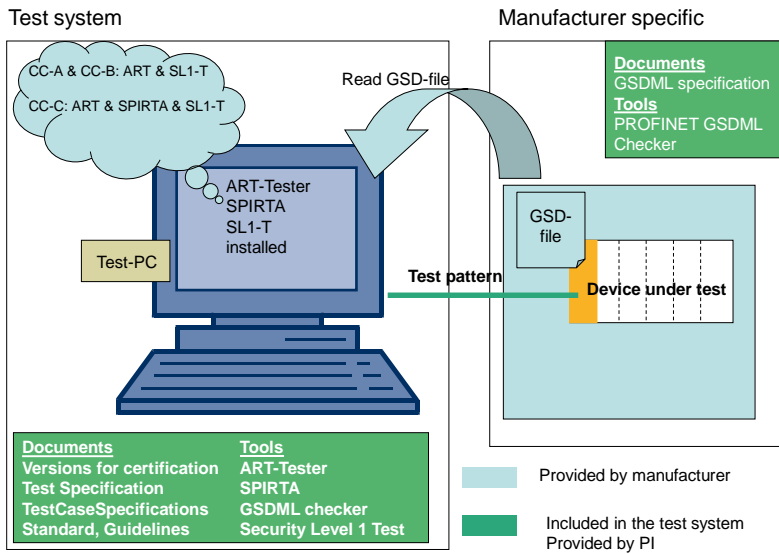 Test system
CC-A & CC-B: ART & SL1-T
CC-C: ART & SPIRTA & SL1-T
ART-Tester
SPIRTA
SL1-T
installed
Test-PC
Read GSD-file
Test pattern
Documents
Versions for certification
Test Specification
TestCaseSpecifications
Standard, Guidelines
Tools
ART-Tester
SPIRTA
GSDML checker
Security Level 1 Test
Manufacturer specific
Documents
GSDML specification
Tools
PROFINET GSDML
Checker
GSD-
file
Device under test
Provided by manufacturer
Included in the test system
Provided by PI